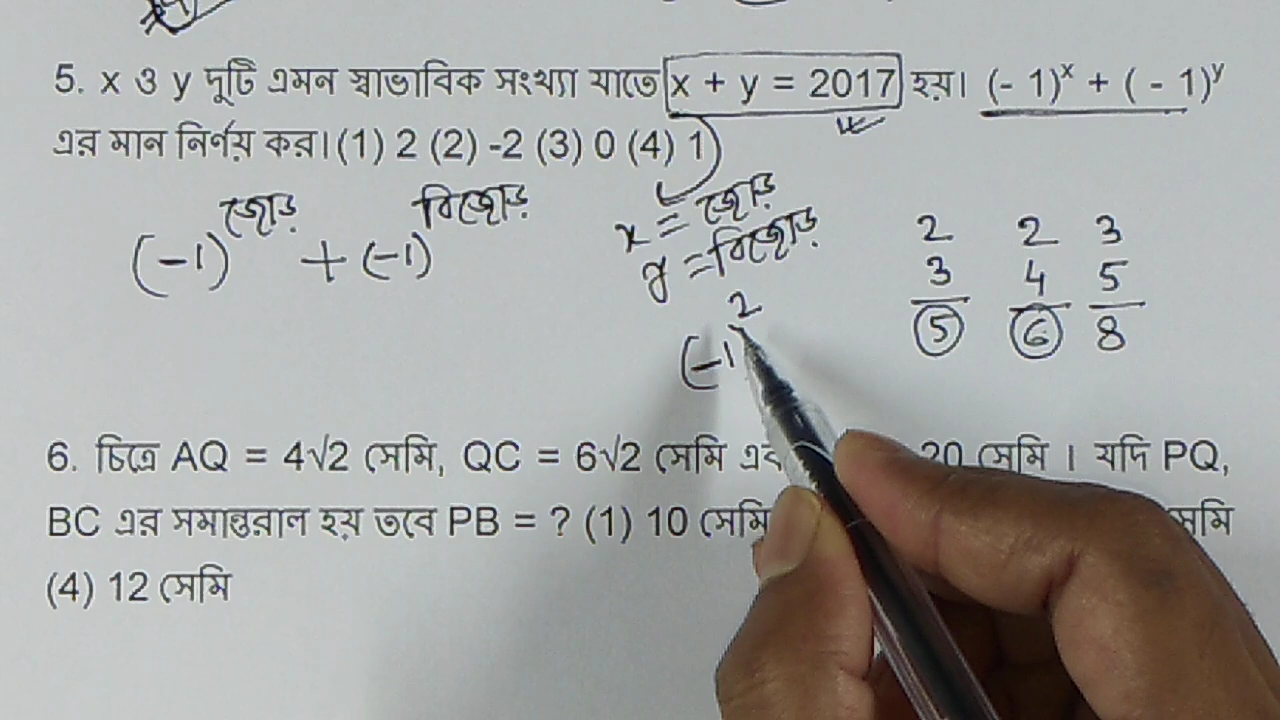 5. x ও y দুটি এমন স্বাভাবিক সংখ্যা যাতে x + y = 2017 হয়। (- 1)ˣ + ( - 1)ʸ
এর মান নির্ণয় কর। (1) 2 (2) -2 (3) 0 (4) 1
(-1)^জোড় + (-1)^বিজোড়
x = জোড়
y = বিজোড়
2 2 3
3 4 5
5 6 8
(-1 2
6. চিত্রে AQ = 4√2 সেমি, QC = 6√2 সেমি 20 সেমি । যদি PQ,
BC এর সমান্তরাল হয় তবে PB = ? (1) 10 সেমি
(4) 12 সেমি